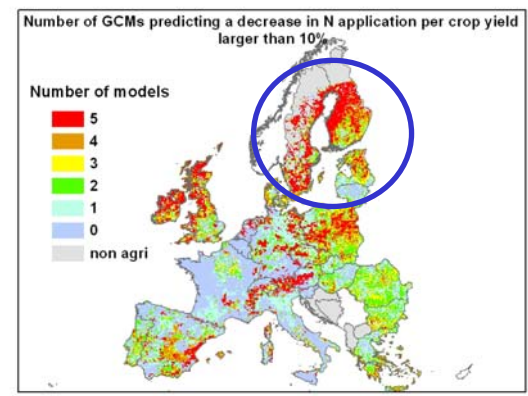 Number of GCMs predicting a decrease in N application per crop yield
larger than 10%
Number of models
5
4
3
2
1
0
non agri